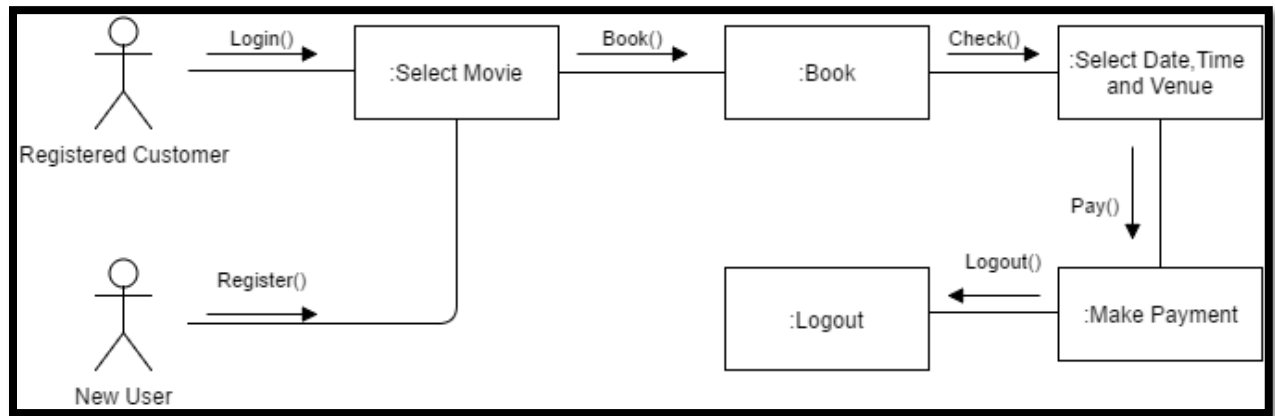 Login()
Book()
Check()
:Select Movie
:Book
:Select Date,Time
and Venue
Registered Customer
Pay()
Register()
Logout()
:Logout
:Make Payment
New User